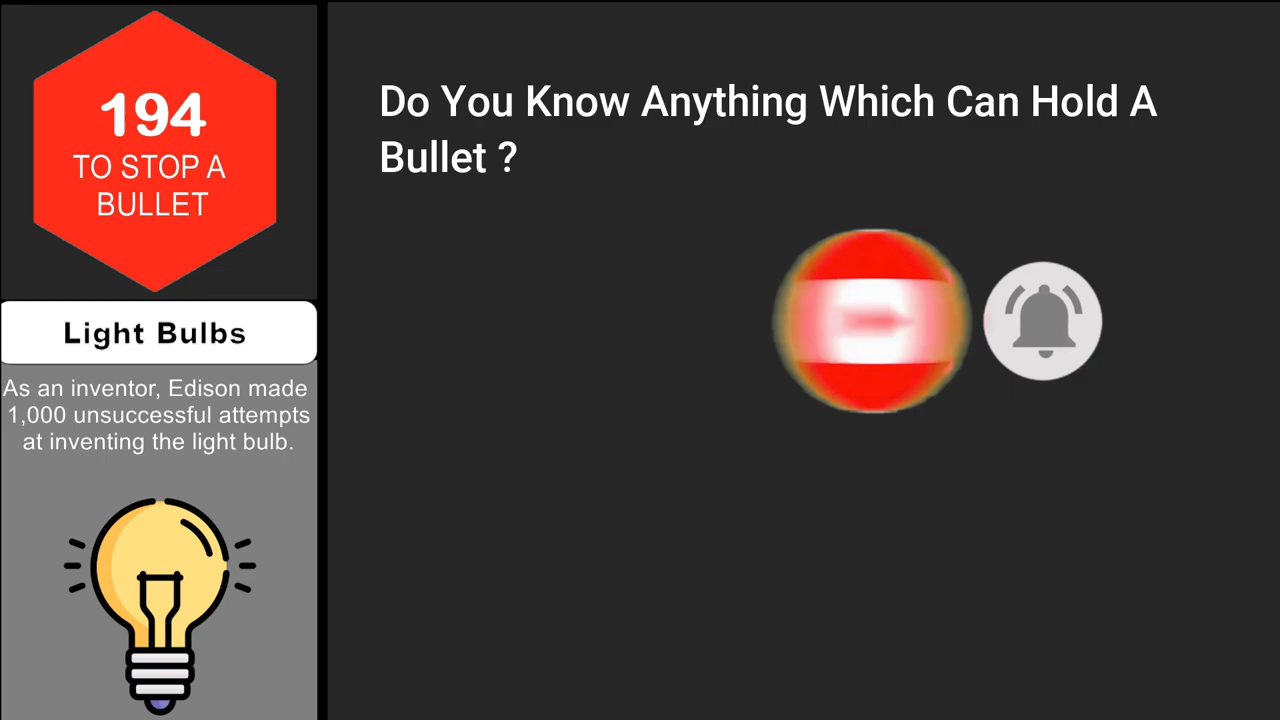 194
TO STOP A
BULLET
Light Bulbs
As an inventor, Edison made
1,000 unsuccessful attempts
at inventing the light bulb.
Do You Know Anything Which Can Hold A
Bullet ?